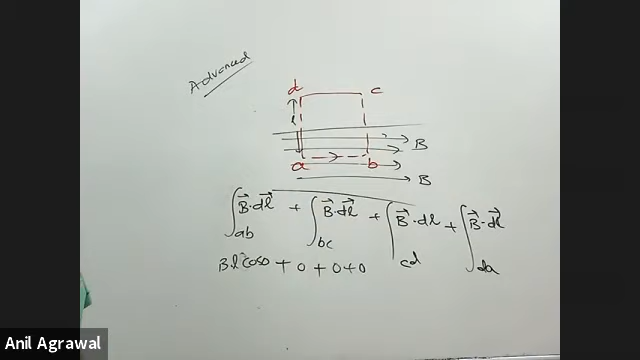 Advanced
d c
l
B
a b
B
∫ab B⃗·dl⃗ + ∫bc B⃗·dl⃗ + ∫cd B⃗·dl + ∫da B⃗·dl⃗
Bl cos0 + 0 + 0+0
Anil Agrawal